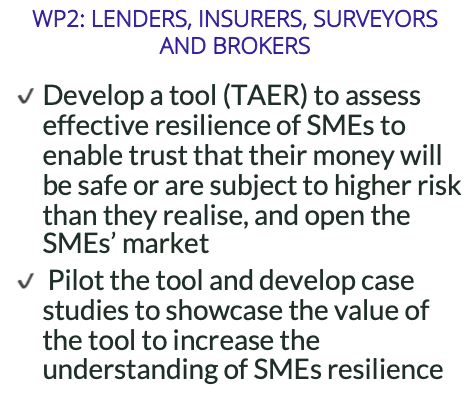 WP2: LENDERS, INSURERS, SURVEYORS
AND BROKERS
✓ Develop a tool (TAER) to assess
effective resilience of SMEs to
enable trust that their money will
be safe or are subject to higher risk
than they realise, and open the
SMEs’ market
✓ Pilot the tool and develop case
studies to showcase the value of
the tool to increase the
understanding of SMEs resilience